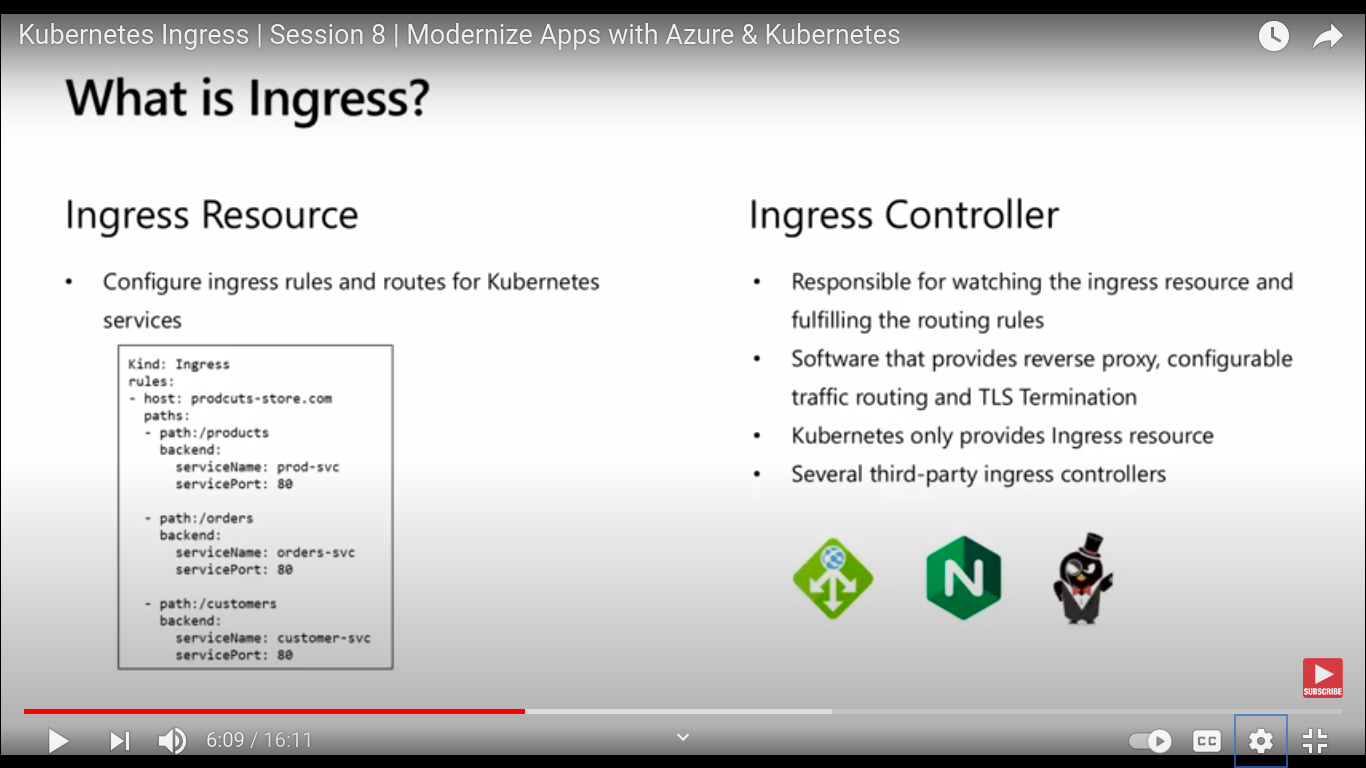 Kubernetes Ingress | Session 8 | Modernize Apps with Azure & Kubernetes
What is Ingress?
Ingress Resource
• Configure ingress rules and routes for Kubernetes
services
Kind: Ingress
rules:
- host: prodcuts-store.com
paths:
- path:/products
backend:
serviceName: prod-svc
servicePort: 80
- path:/orders
backend:
serviceName: orders-svc
servicePort: 80
- path:/customers
backend:
serviceName: customer-svc
servicePort: 80
Ingress Controller
• Responsible for watching the ingress resource and
fulfilling the routing rules
• Software that provides reverse proxy, configurable
traffic routing and TLS Termination
• Kubernetes only provides Ingress resource
• Several third-party ingress controllers
N
SUBSCRIBE
6:09 / 16:11
CC